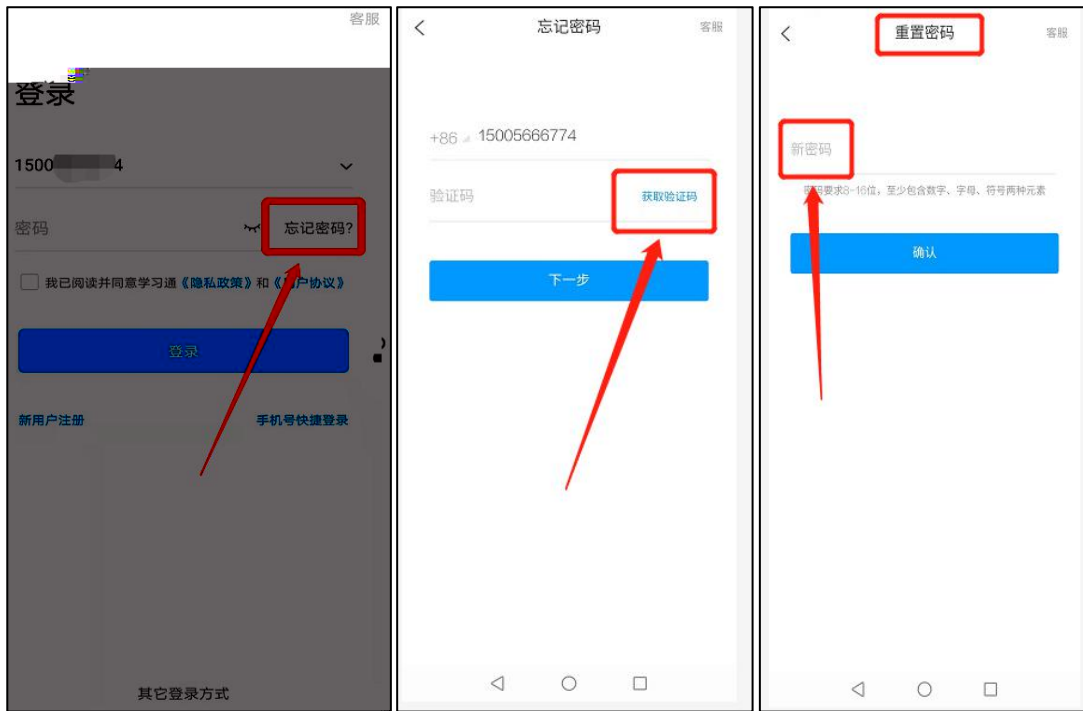 客服
登录
1500 4
密码 忘记密码?
我已阅读并同意学习通《隐私政策》和《用户协议》
登录
新用户注册 手机号快捷登录
其它登录方式
忘记密码 客服
+86 15005666774
验证码 获取验证码
下一步
重置密码 客服
新密码
密码要求8-16位，至少包含数字、字母、符号两种元素
确认